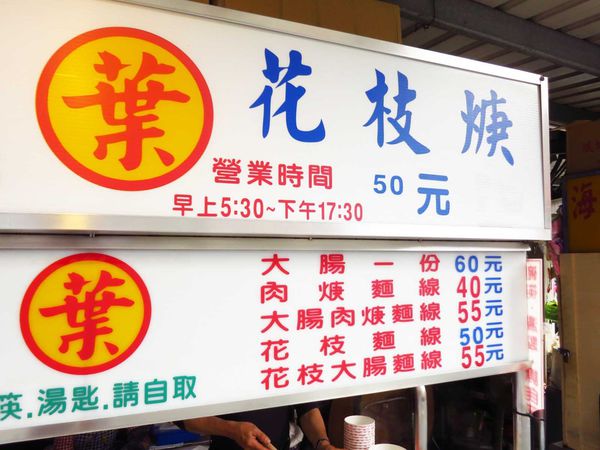 葉
花枝焿
營業時間
50元
早上5:30~下午17:30
葉
大腸一份 60元
肉焿麵線 40元
大腸肉焿麵線 55元
花枝麵 50元
花枝大腸麵線 55元
筷.湯匙.請自取
海